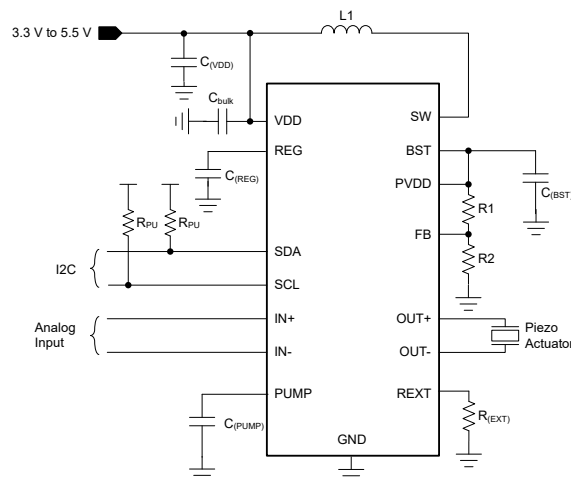 L1
3.3 V to 5.5 V
C(VDD)
Cbulk
VDD
SW
REG
BST
C(REG)
PVDD
C(BST)
RPU
RPU
R1
FB
SDA
R2
I2C
SCL
IN+
OUT+
Analog
Input
Piezo
Actuator
IN-
OUT-
PUMP
REXT
C(PUMP)
R(EXT)
GND